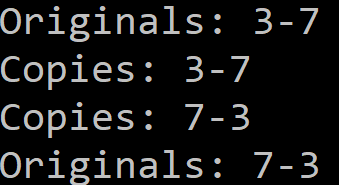 Originals: 3-7
Copies: 3-7
Copies: 7-3
Originals: 7-3